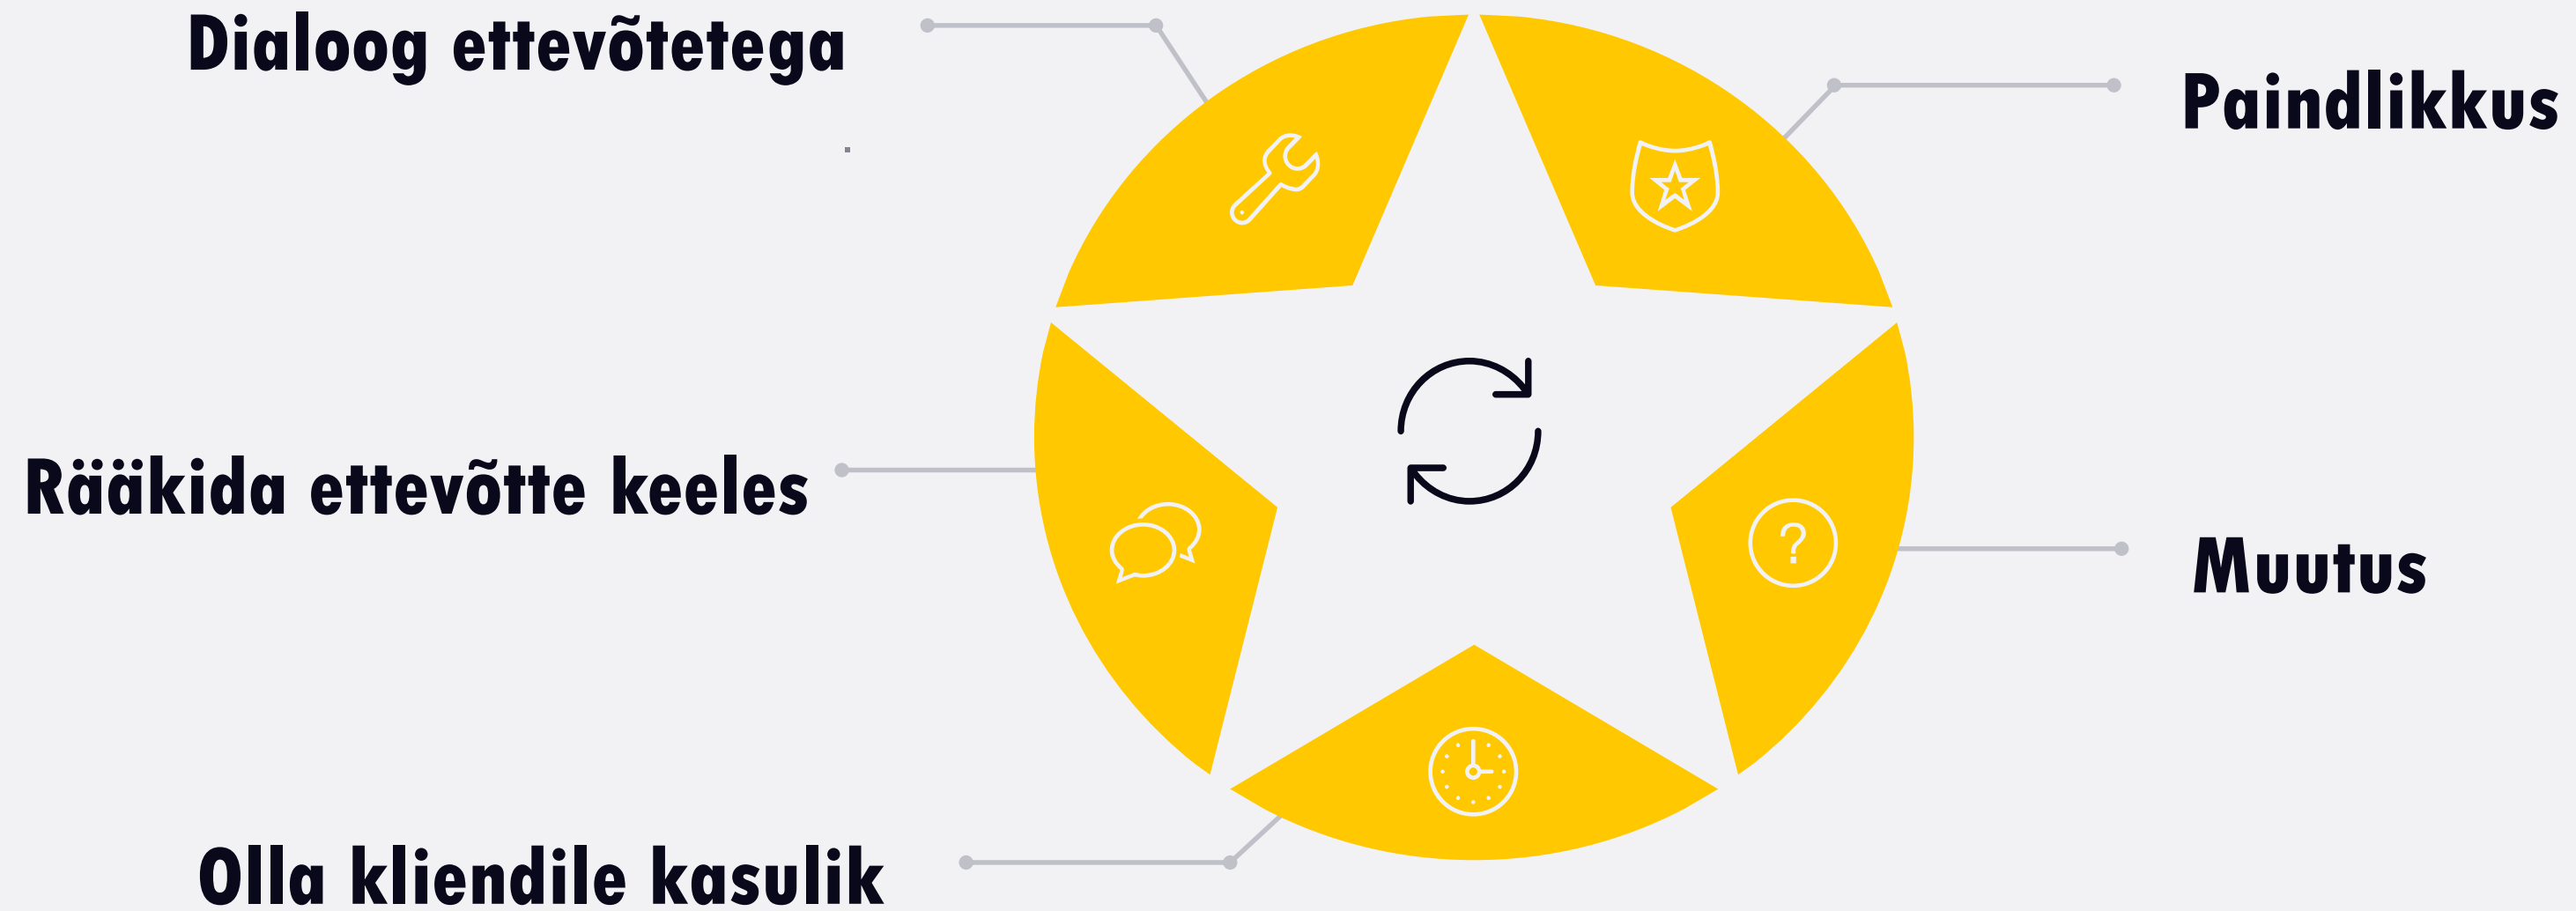 Dialoog ettevõtetega
Paindlikkus
Rääkida ettevõtte keeles
Muutus
Olla kliendile kasulik